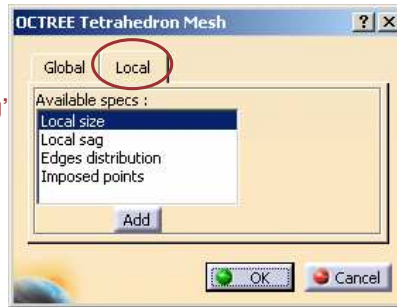 OCTREE Tetrahedron Mesh
Global Local
Available specs :
Local size
Local sag
Edges distribution
Imposed points
Add
OK Cancel